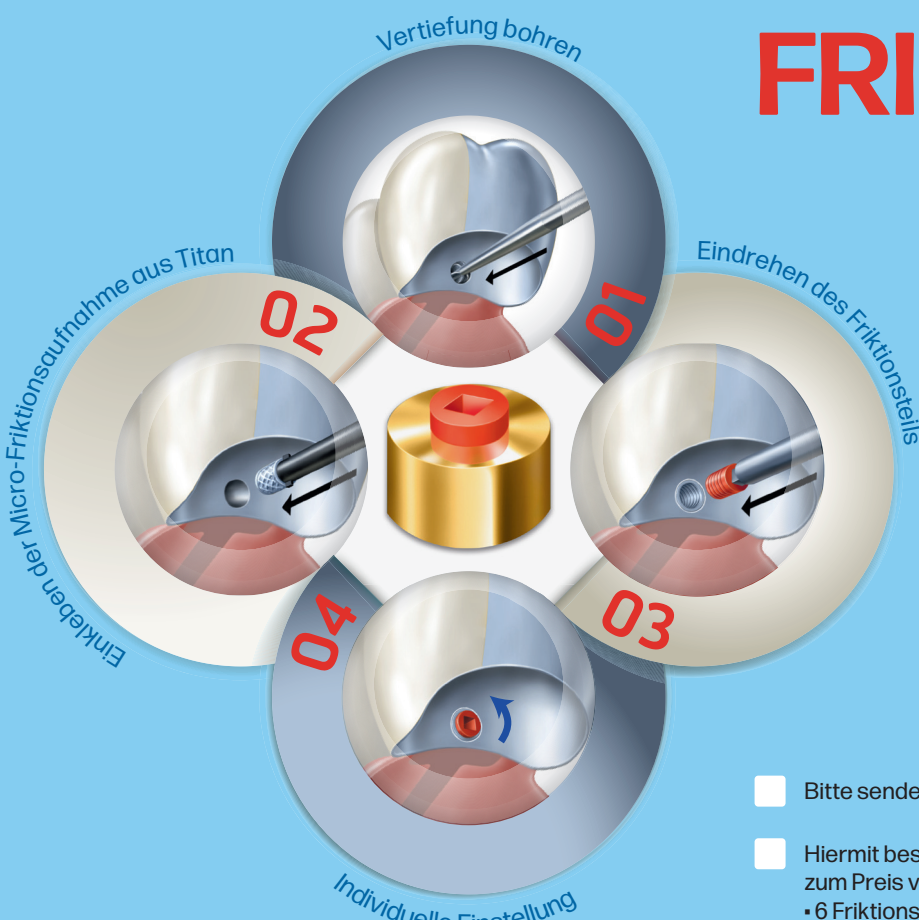 FRI
Vertiefung bohren
01
Einkleben der Micro-Friktionsaufnahme aus Titan
02
Eindrehen des Friktionsteils
03
04
Individuelle Einstellung
Bitte sende
Hiermit bes
zum Preis v
▪ 6 Friktions